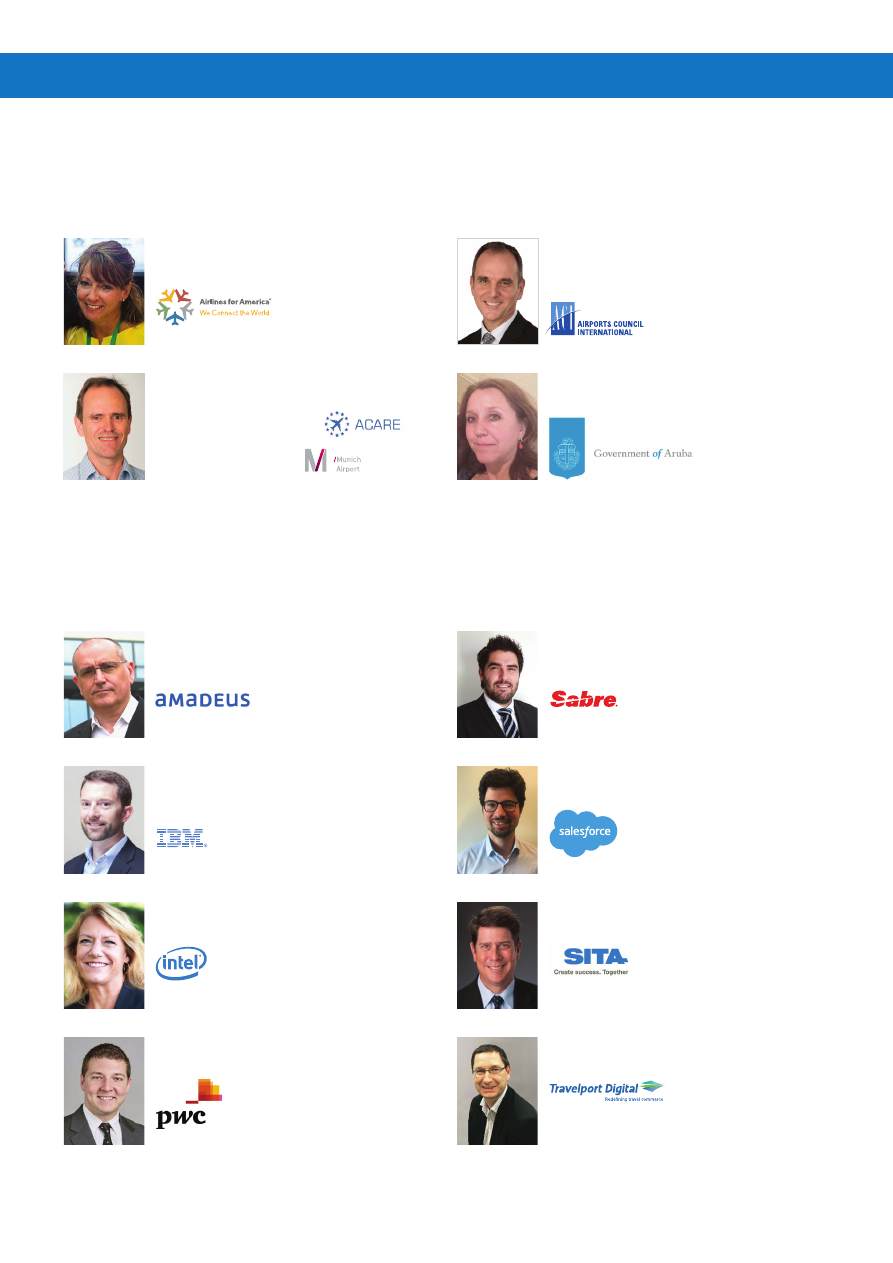 Airlines for America®
We Connect the World
AIRPORTS COUNCIL
INTERNATIONAL
ACARE
/Munich
Airport
Government of Aruba
amadeus
Sabre.
IBM®
salesforce
intel®
SITA
Create success. Together
pwc
Travelport Digital
Redefining travel commerce